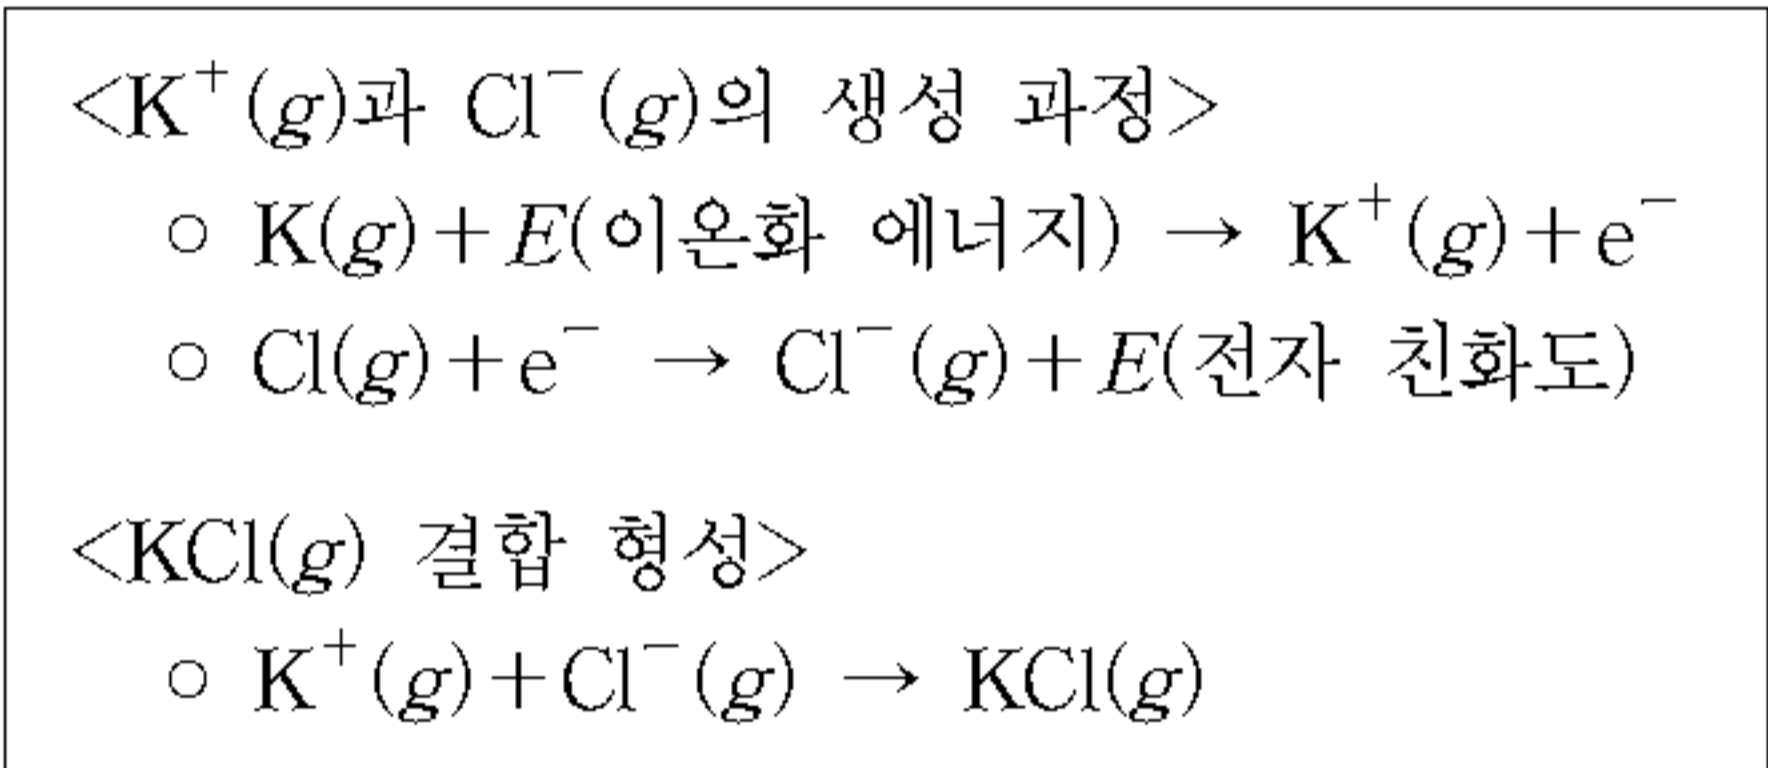 <K⁺(g)과 Cl⁻(g)의 생성 과정>
○ K(g)+E(이온화 에너지) → K⁺(g)+e⁻
○ Cl(g)+e⁻ → Cl⁻(g)+E(전자 친화도)
<KCl(g) 결합 형성>
○ K⁺(g)+Cl⁻(g) → KCl(g)